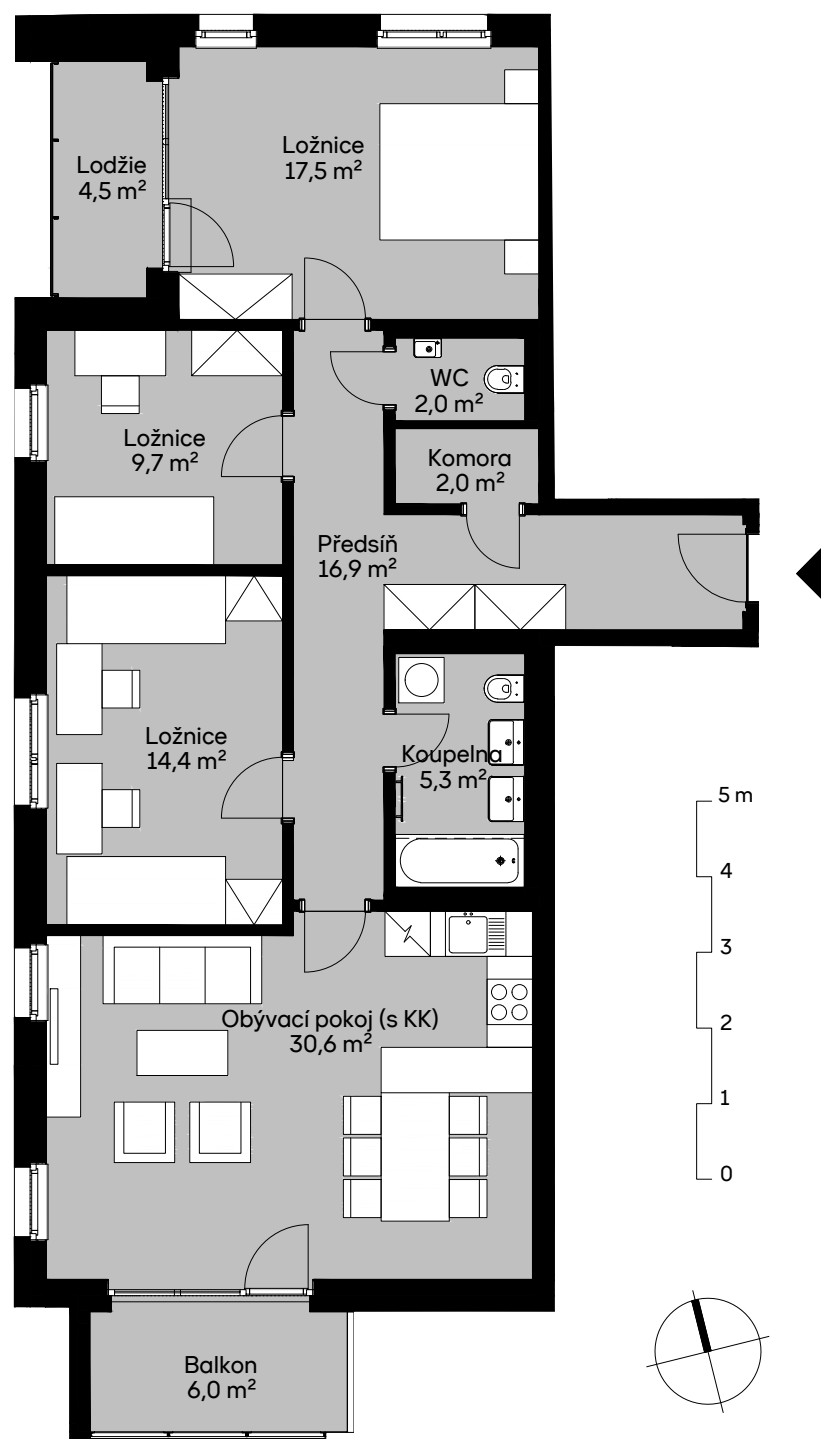 Ložnice
17,5 m²
Lodžie
4,5 m²
WC
2,0 m²
Ložnice
9,7 m²
Komora
2,0 m²
Předsíň
16,9 m²
Ložnice
14,4 m²
Koupelna
5,3 m²
5 m
4
3
2
1
0
Obývací pokoj (s KK)
30,6 m²
Balkon
6,0 m²